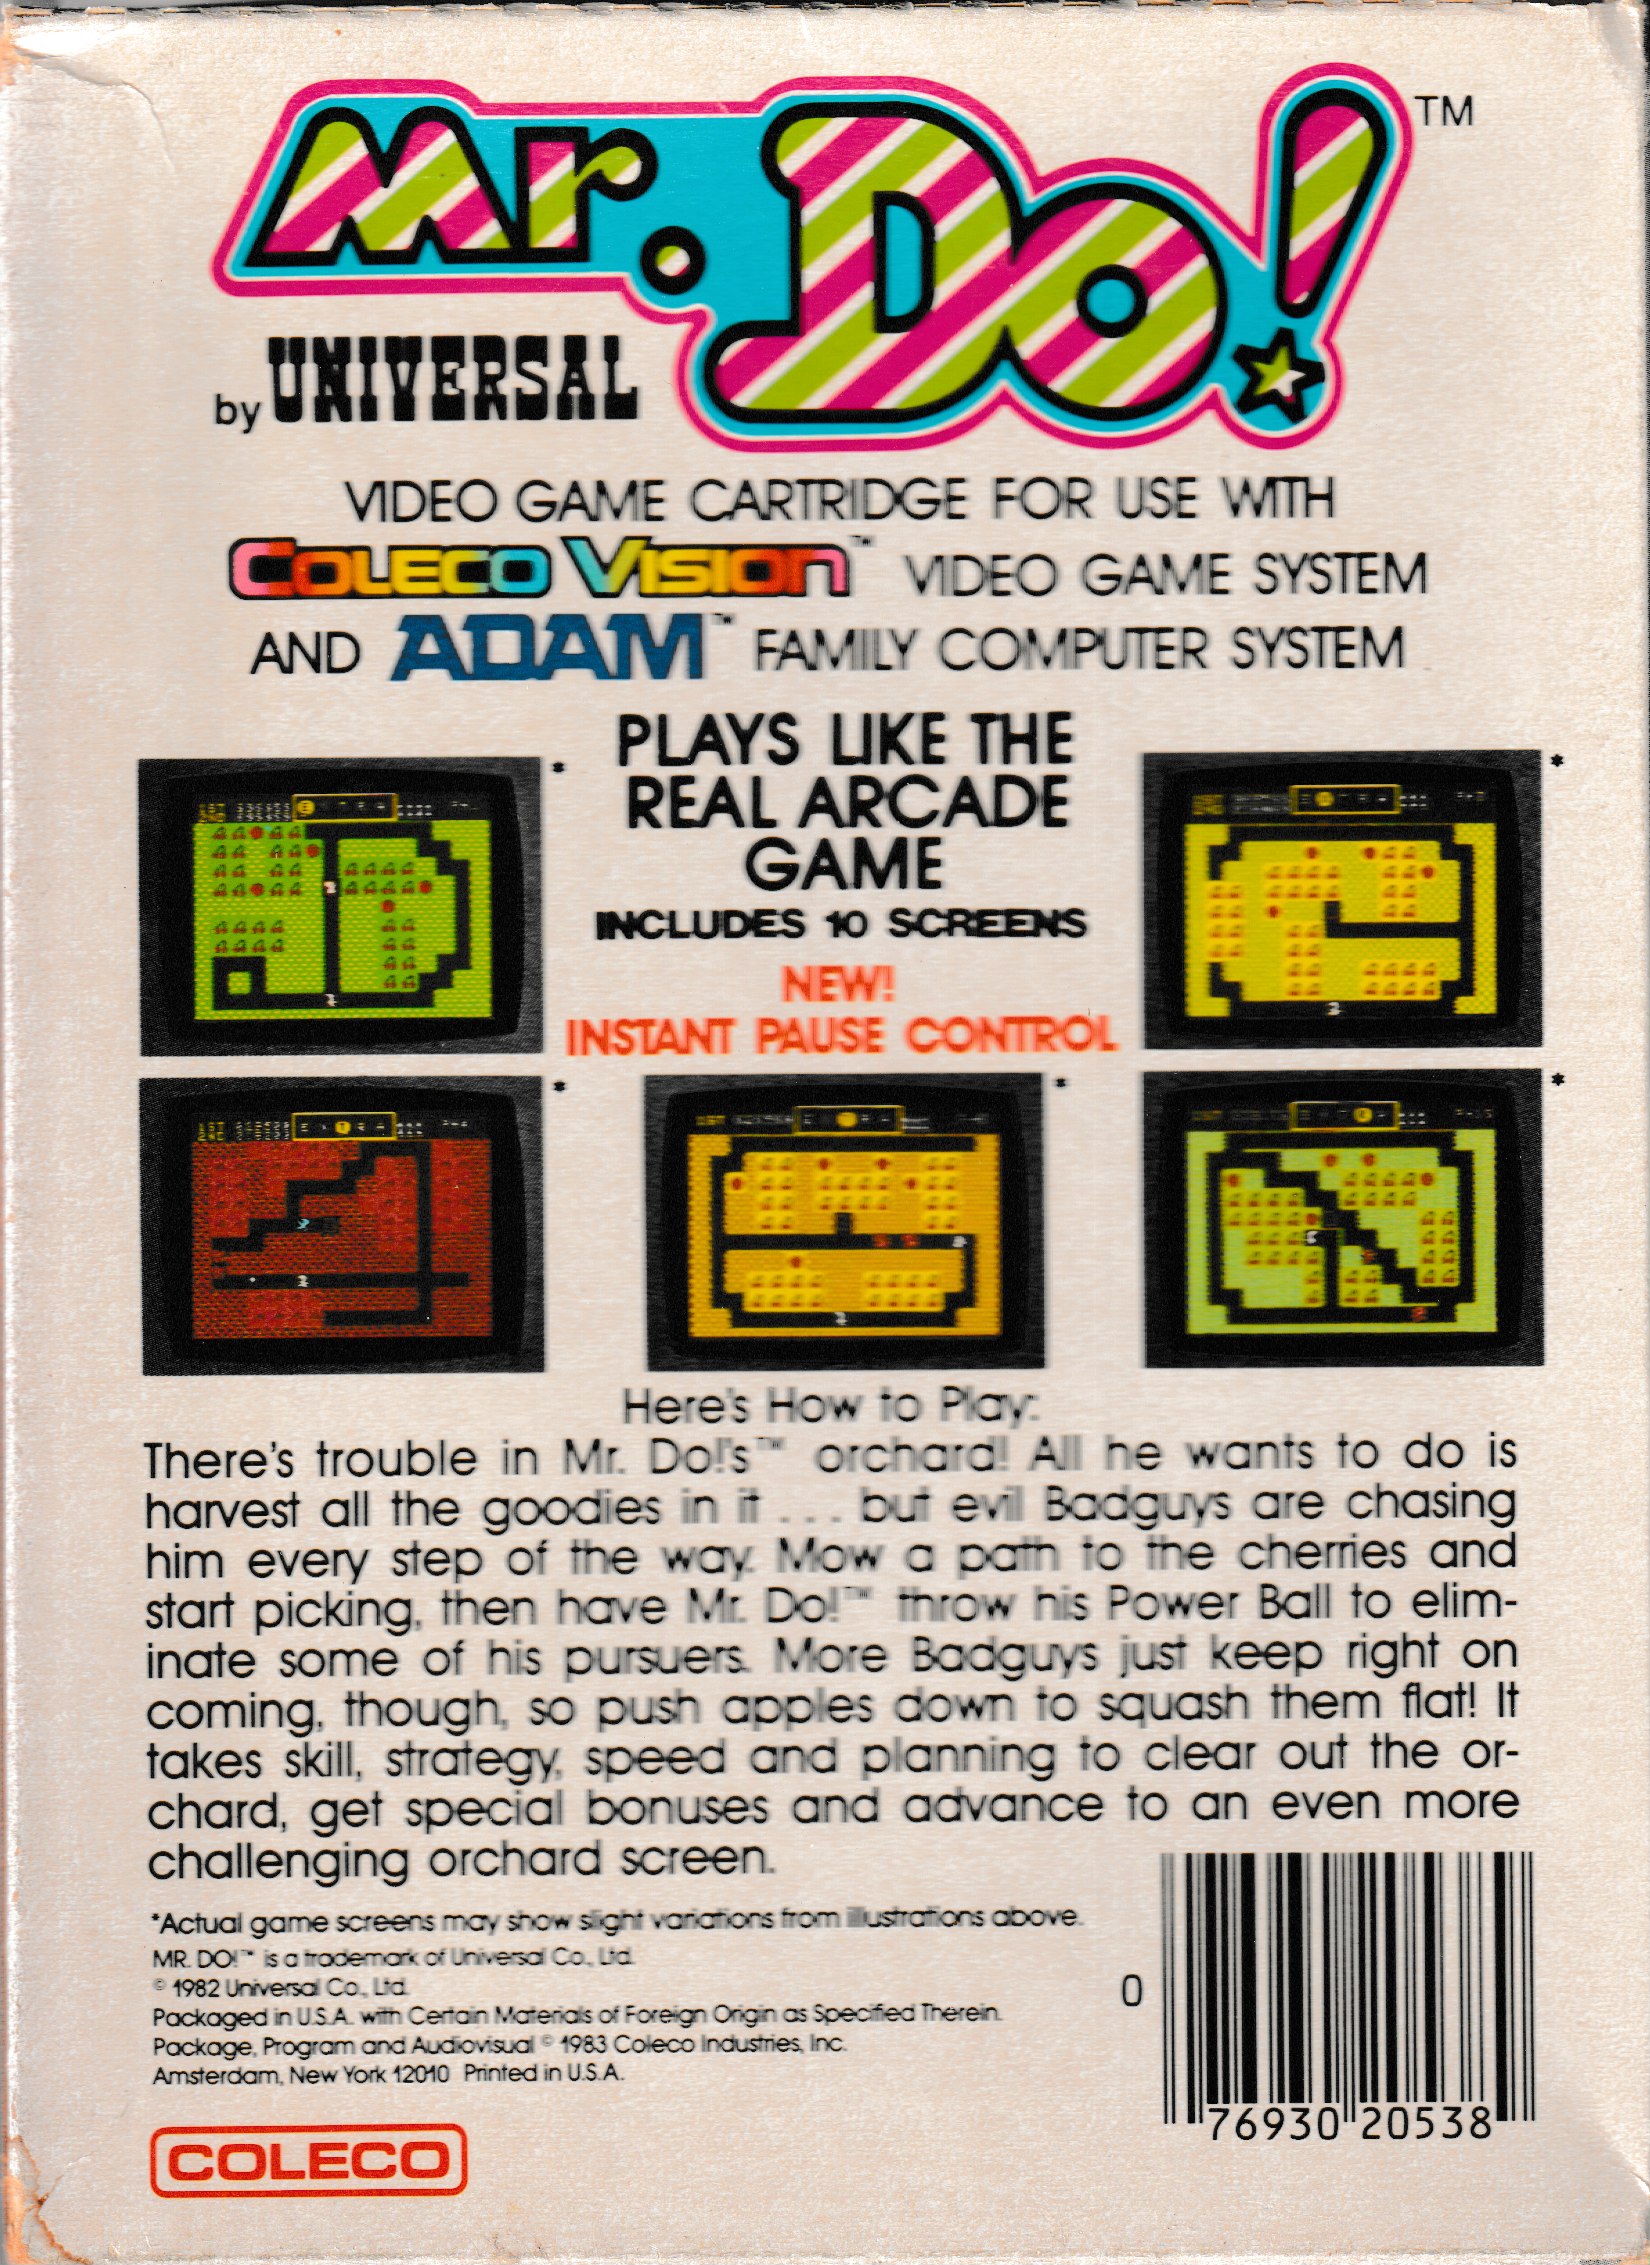 Mr. Do! TM
by UNIVERSAL
VIDEO GAME CARTRIDGE FOR USE WITH
COLECO VISION™ VIDEO GAME SYSTEM
AND ADAM™ FAMILY COMPUTER SYSTEM
PLAYS LIKE THE
REAL ARCADE
GAME
INCLUDES 10 SCREENS
NEW!
INSTANT PAUSE CONTROL
*
*
*
*
*
Here's How to Play:
There's trouble in Mr. Do!'s™ orchard! All he wants to do is
harvest all the goodies in it ... but evil Badguys are chasing
him every step of the way. Mow a path to the cherries and
start picking, then have Mr. Do!™ throw his Power Ball to elim-
inate some of his pursuers. More Badguys just keep right on
coming, though, so push apples down to squash them flat! It
takes skill, strategy, speed and planning to clear out the or-
chard, get special bonuses and advance to an even more
challenging orchard screen.
*Actual game screens may show slight variations from illustrations above.
MR. DO!™ is a trademark of Universal Co., Ltd.
© 1982 Universal Co., Ltd.
Packaged in U.S.A. with Certain Materials of Foreign Origin as Specified Therein.
Package, Program and Audiovisual © 1983 Coleco Industries, Inc.
Amsterdam, New York 12010 Printed in U.S.A.
COLECO
0 76930 20538